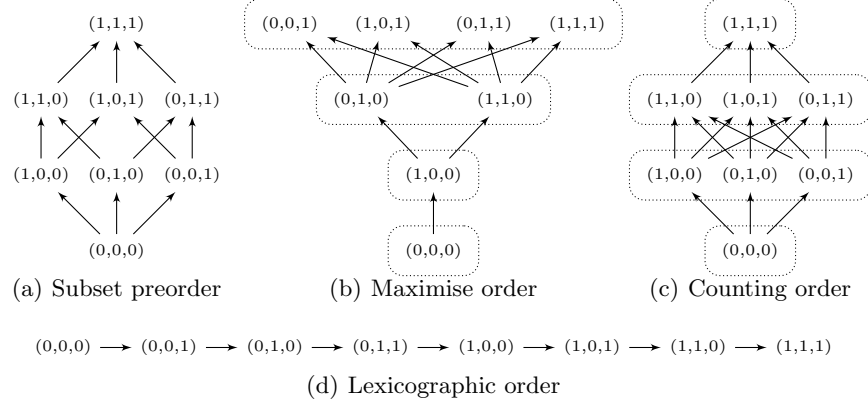 (1,1,1)
(1,1,0) (1,0,1) (0,1,1)
(1,0,0) (0,1,0) (0,0,1)
(0,0,0)
(a) Subset preorder
(0,0,1) (1,0,1) (0,1,1) (1,1,1)
(0,1,0) (1,1,0)
(1,0,0)
(0,0,0)
(b) Maximise order
(1,1,1)
(1,1,0) (1,0,1) (0,1,1)
(1,0,0) (0,1,0) (0,0,1)
(0,0,0)
(c) Counting order
(0,0,0) (0,0,1) (0,1,0) (0,1,1) (1,0,0) (1,0,1) (1,1,0) (1,1,1)
(d) Lexicographic order